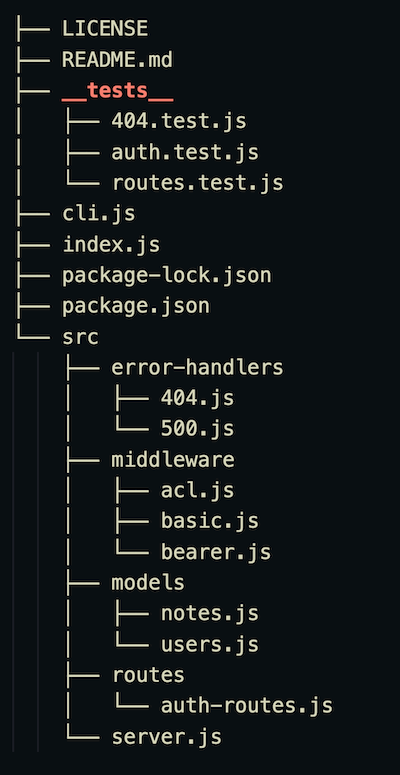 ├── LICENSE
├── README.md
├── __tests__
│   ├── 404.test.js
│   ├── auth.test.js
│   └── routes.test.js
├── cli.js
├── index.js
├── package-lock.json
├── package.json
└── src
    ├── error-handlers
    │   ├── 404.js
    │   └── 500.js
    ├── middleware
    │   ├── acl.js
    │   ├── basic.js
    │   └── bearer.js
    ├── models
    │   ├── notes.js
    │   └── users.js
    ├── routes
    │   └── auth-routes.js
    └── server.js